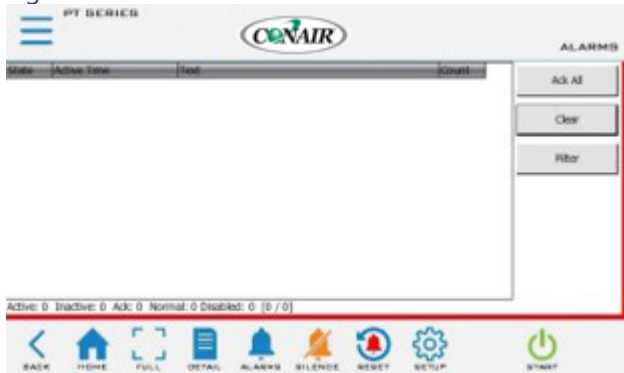 PT SERIES
CONAIR
ALARMS
State Active Time Text Count
Ack All
Clear
Filter
Active: 0 Inactive: 0 Ack: 0 Normal: 0 Disabled: 0 [0 / 0]
BACK HOME FULL DETAIL ALARMS SILENCE RESET SETUP START